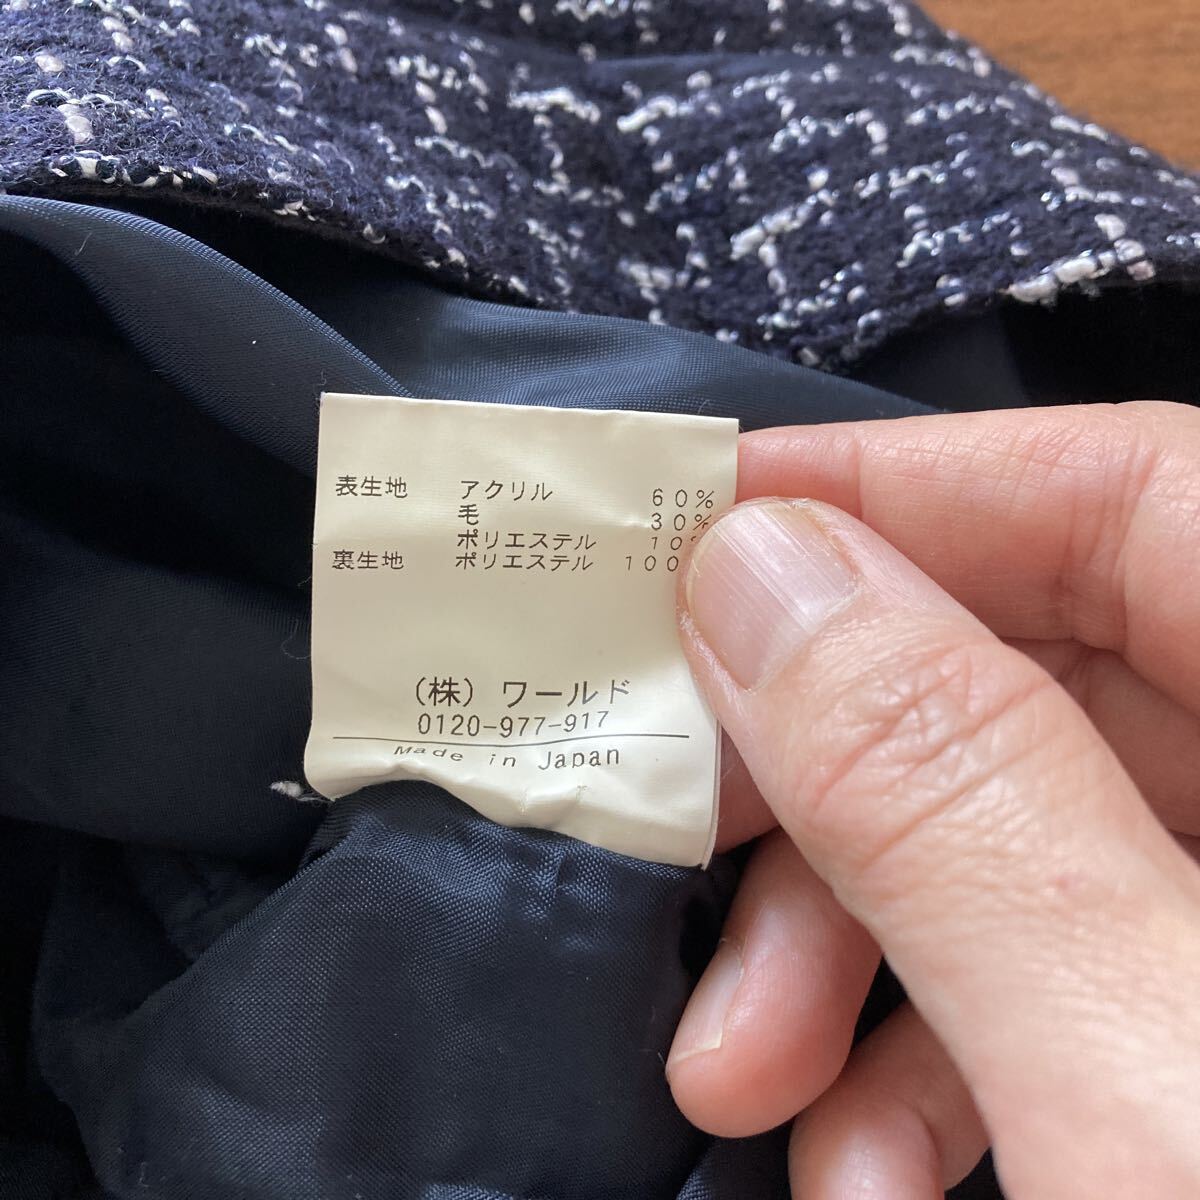 表生地 アクリル 60%
毛 30%
ポリエステル 10%
裏生地 ポリエステル 100
(株) ワールド
0120-977-917
Made in Japan